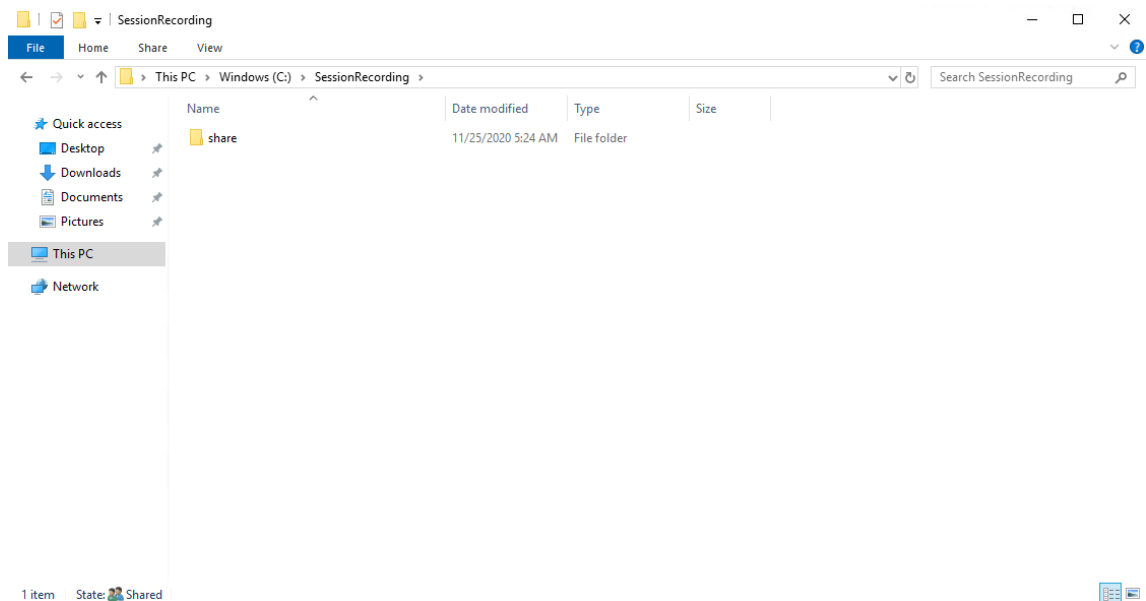 SessionRecording
File Home Share View
This PC > Windows (C:) > SessionRecording >
Search SessionRecording
Name Date modified Type Size
Quick access
share 11/25/2020 5:24 AM File folder
Desktop
Downloads
Documents
Pictures
This PC
Network
1 item State: Shared